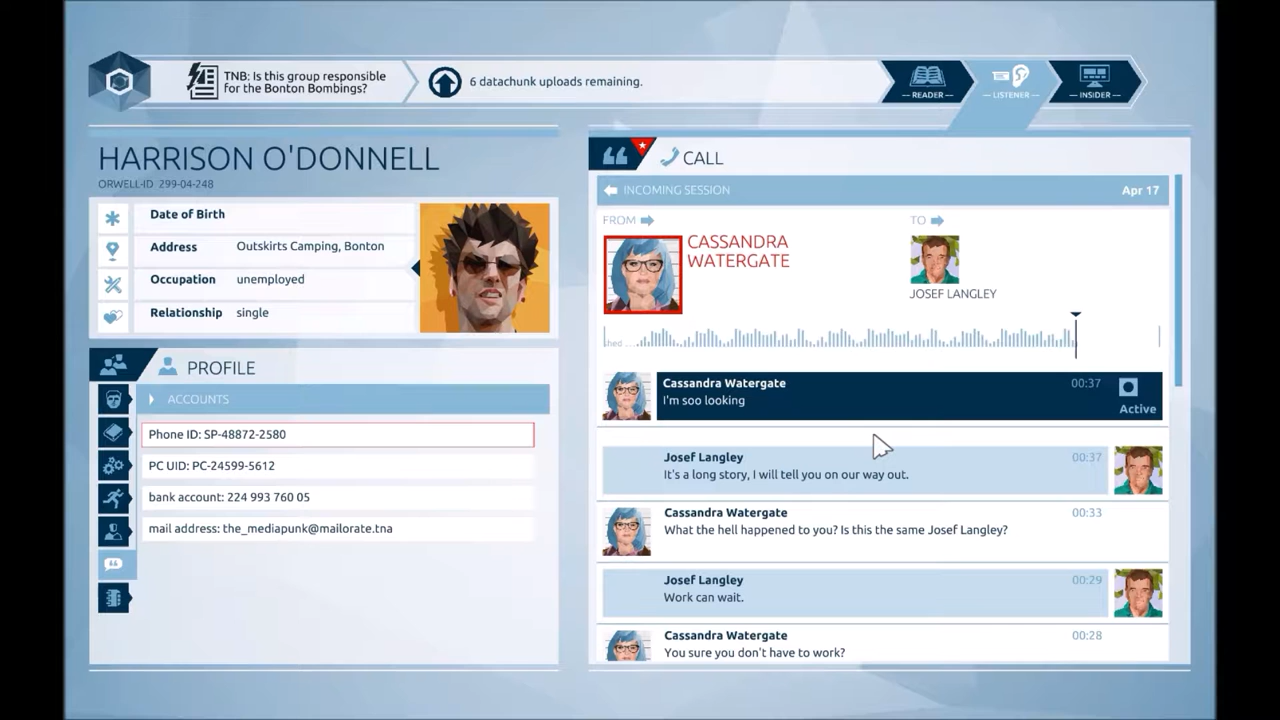 TNB: Is this group responsible
for the Bonton Bombings?
6 datachunk uploads remaining.
— READER —
— LISTENER —
— INSIDER —
HARRISON O'DONNELL
ORWELL-ID 299-04-248
Date of Birth
Address Outskirts Camping, Bonton
Occupation unemployed
Relationship single
PROFILE
ACCOUNTS
Phone ID: SP-48872-2580
PC UID: PC-24599-5612
bank account: 224 993 760 05
mail address: the_mediapunk@mailorate.tna
CALL
INCOMING SESSION Apr 17
FROM
CASSANDRA
WATERGATE
TO
JOSEF LANGLEY
Cassandra Watergate 00:37
I'm soo looking
Active
Josef Langley 00:37
It's a long story, I will tell you on our way out.
Cassandra Watergate 00:33
What the hell happened to you? Is this the same Josef Langley?
Josef Langley 00:29
Work can wait.
Cassandra Watergate 00:28
You sure you don't have to work?